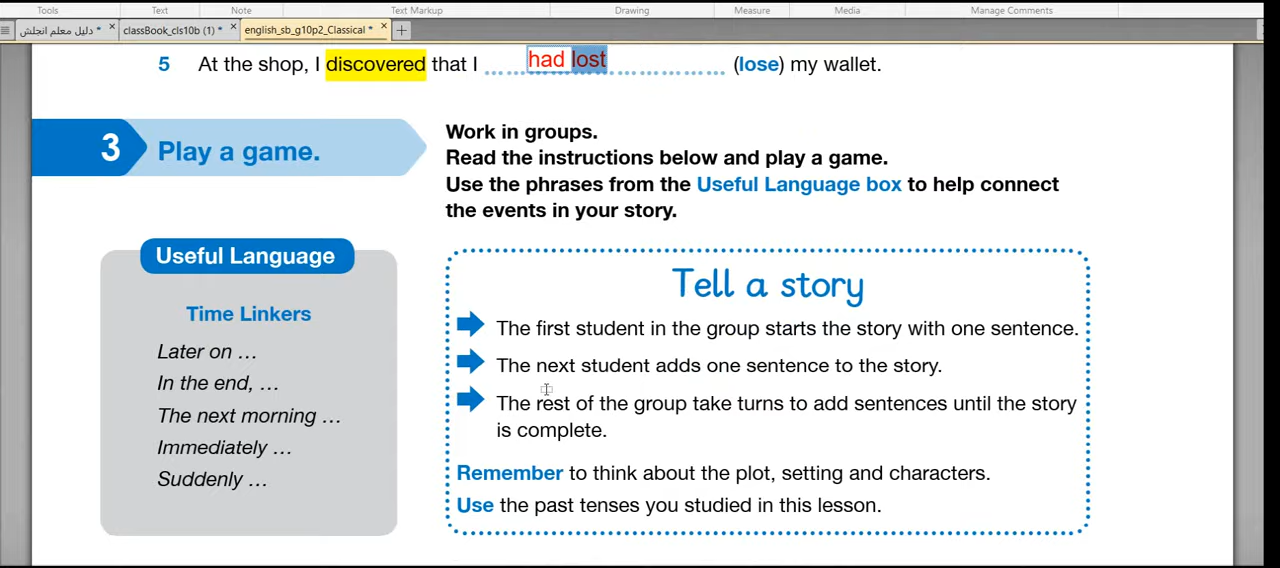 Tools Text Note Text Markup Drawing Measure Media Manage Comments
دليل معلم انجلش * × classBook_cls10b (1) * × english_sb_g10p2_Classical * ×
5 At the shop, I discovered that I had lost (lose) my wallet.
3 Play a game.
Work in groups.
Read the instructions below and play a game.
Use the phrases from the Useful Language box to help connect
the events in your story.
Useful Language
Time Linkers
Later on …
In the end, …
The next morning …
Immediately …
Suddenly …
Tell a story
The first student in the group starts the story with one sentence.
The next student adds one sentence to the story.
The rest of the group take turns to add sentences until the story
is complete.
Remember to think about the plot, setting and characters.
Use the past tenses you studied in this lesson.